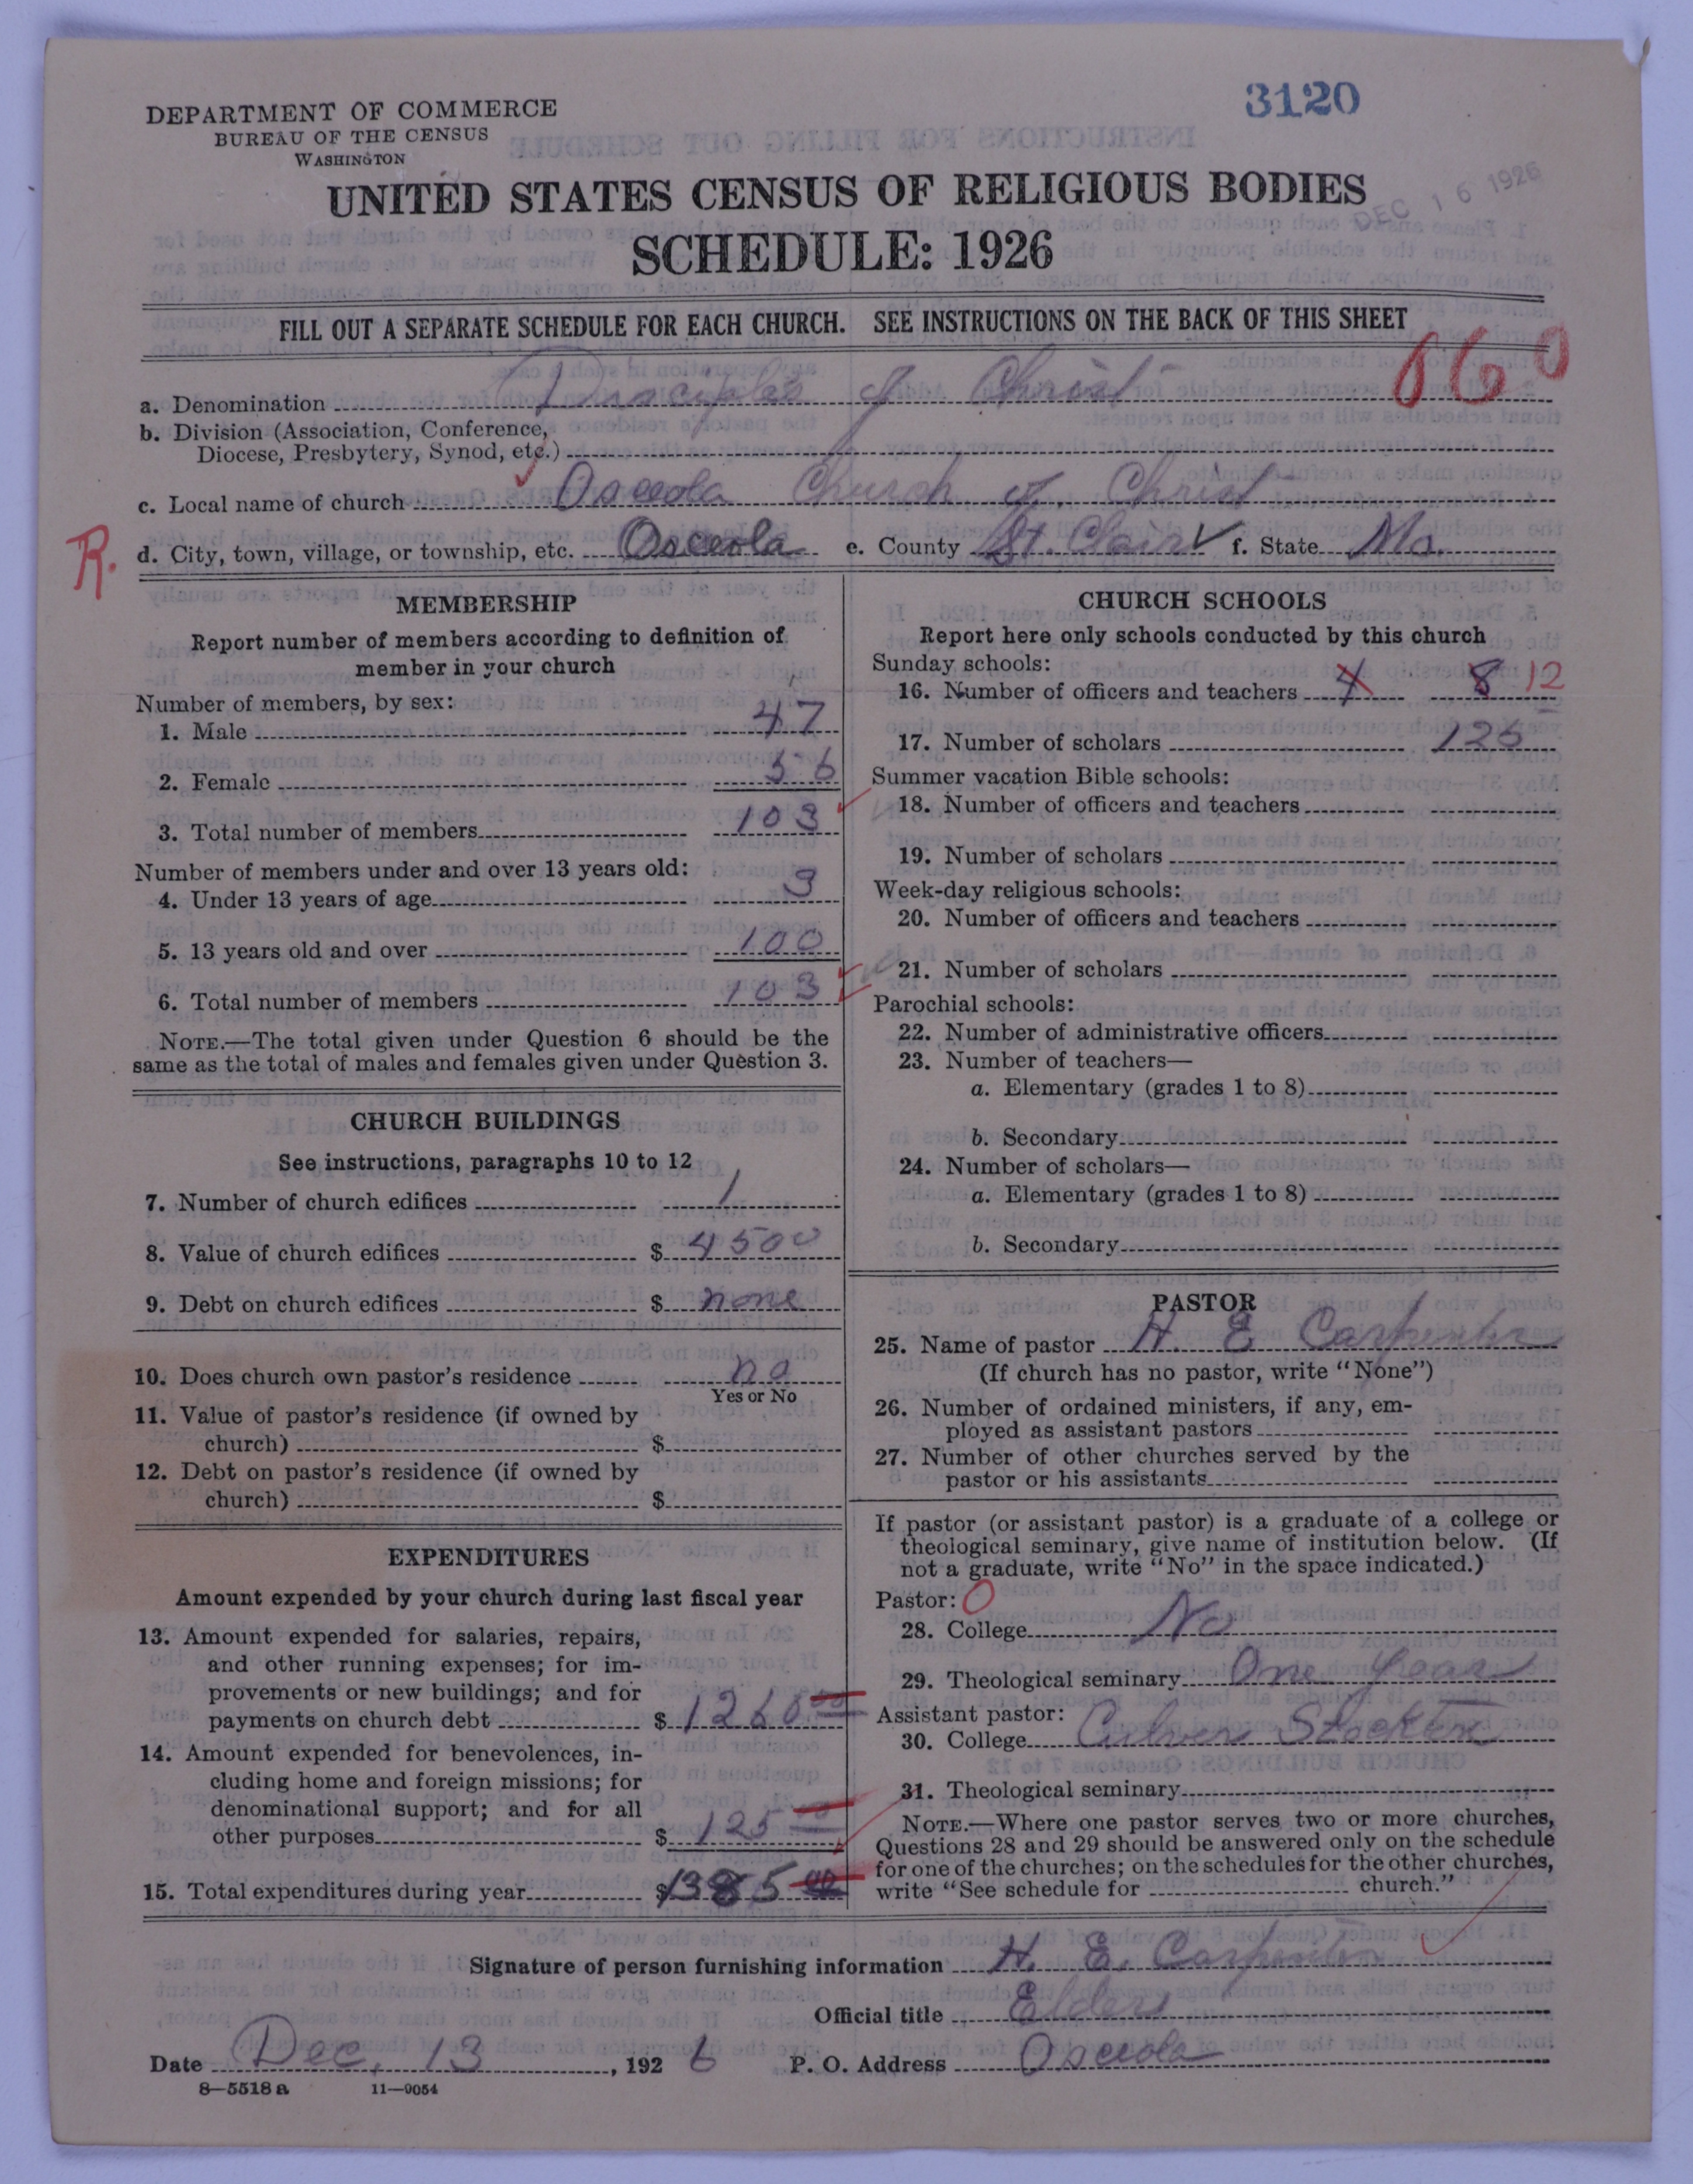 3120
DEPARTMENT OF COMMERCE
BUREAU OF THE CENSUS
WASHINGTON
DEC 16 1926
UNITED STATES CENSUS OF RELIGIOUS BODIES
SCHEDULE: 1926
FILL OUT A SEPARATE SCHEDULE FOR EACH CHURCH. SEE INSTRUCTIONS ON THE BACK OF THIS SHEET
660
a. Denomination Disciples of Christ
b. Division (Association, Conference,
Diocese, Presbytery, Synod, etc.)
c. Local name of church Osceola Church of Christ
R.
d. City, town, village, or township, etc. Osceola e. County St. Clair f. State Mo.
MEMBERSHIP
Report number of members according to definition of
member in your church
Number of members, by sex:
1. Male 47
2. Female 56
3. Total number of members 103
Number of members under and over 13 years old:
4. Under 13 years of age 3
5. 13 years old and over 100
6. Total number of members 103
NOTE.—The total given under Question 6 should be the
same as the total of males and females given under Question 3.
CHURCH BUILDINGS
See instructions, paragraphs 10 to 12
7. Number of church edifices 1
8. Value of church edifices $ 4500
9. Debt on church edifices $ none
10. Does church own pastor's residence no
Yes or No
11. Value of pastor's residence (if owned by
church) $
12. Debt on pastor's residence (if owned by
church) $
EXPENDITURES
Amount expended by your church during last fiscal year
13. Amount expended for salaries, repairs,
and other running expenses; for im-
provements or new buildings; and for
payments on church debt $ 1260 00
14. Amount expended for benevolences, in-
cluding home and foreign missions; for
denominational support; and for all
other purposes $ 125 00
15. Total expenditures during year $1385 00
CHURCH SCHOOLS
Report here only schools conducted by this church
Sunday schools:
16. Number of officers and teachers 4 8 12
17. Number of scholars 125
Summer vacation Bible schools:
18. Number of officers and teachers
19. Number of scholars
Week-day religious schools:
20. Number of officers and teachers
21. Number of scholars
Parochial schools:
22. Number of administrative officers
23. Number of teachers—
a. Elementary (grades 1 to 8)
b. Secondary
24. Number of scholars—
a. Elementary (grades 1 to 8)
b. Secondary
PASTOR
25. Name of pastor H. E Carpenter
(If church has no pastor, write "None")
26. Number of ordained ministers, if any, em-
ployed as assistant pastors
27. Number of other churches served by the
pastor or his assistants
If pastor (or assistant pastor) is a graduate of a college or
theological seminary, give name of institution below. (If
not a graduate, write "No" in the space indicated.)
Pastor: O
28. College No
29. Theological seminary One year
Assistant pastor:
30. College Culver Stockton
31. Theological seminary
NOTE.—Where one pastor serves two or more churches,
Questions 28 and 29 should be answered only on the schedule
for one of the churches; on the schedules for the other churches,
write "See schedule for church."
Signature of person furnishing information H. E. Carpenter
Official title Elder
Date Dec. 13, 1926 P. O. Address Osceola
8—5518 a 11—9054